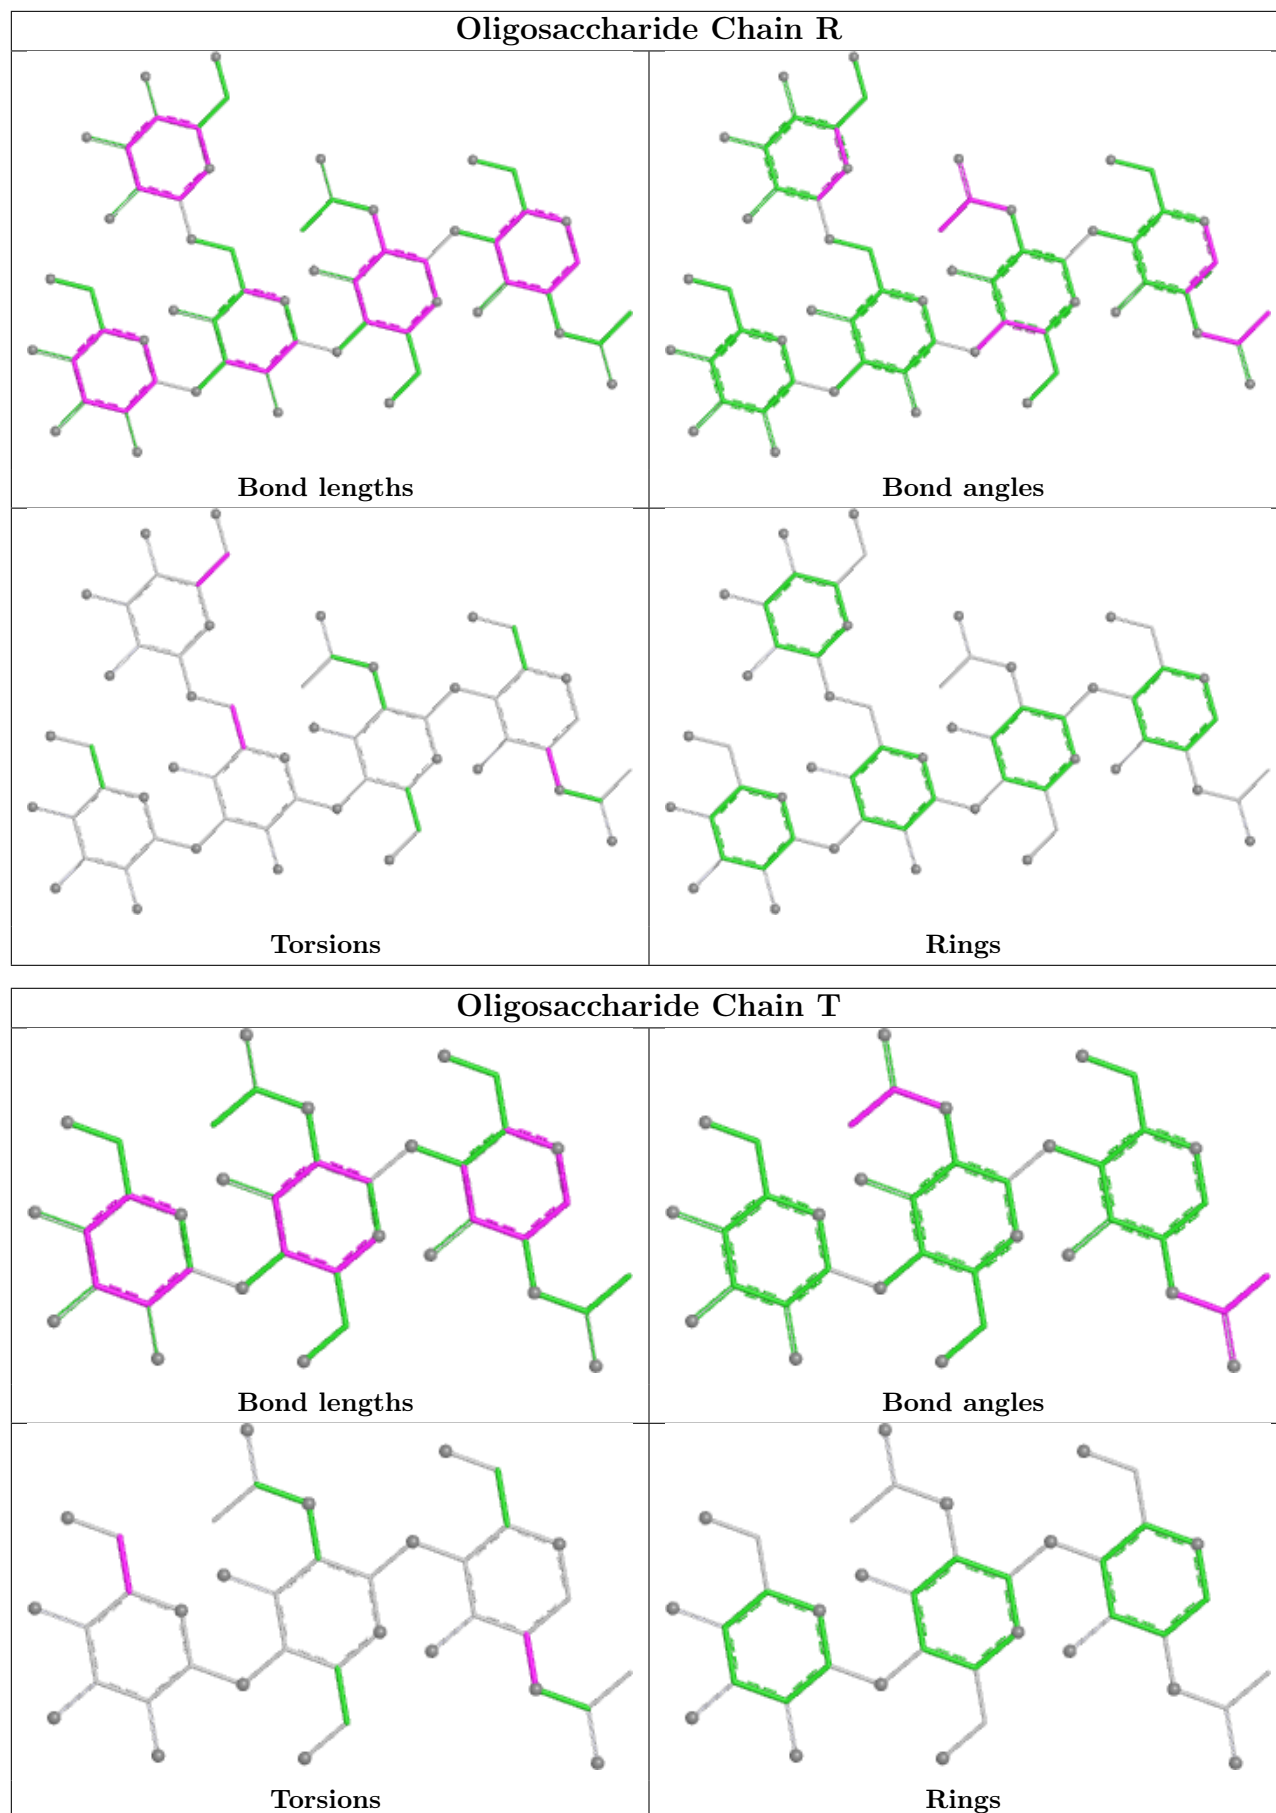 Oligosaccharide Chain R
Bond lengths
Bond angles
Torsions
Rings
Oligosaccharide Chain T
Bond lengths
Bond angles
Torsions
Rings